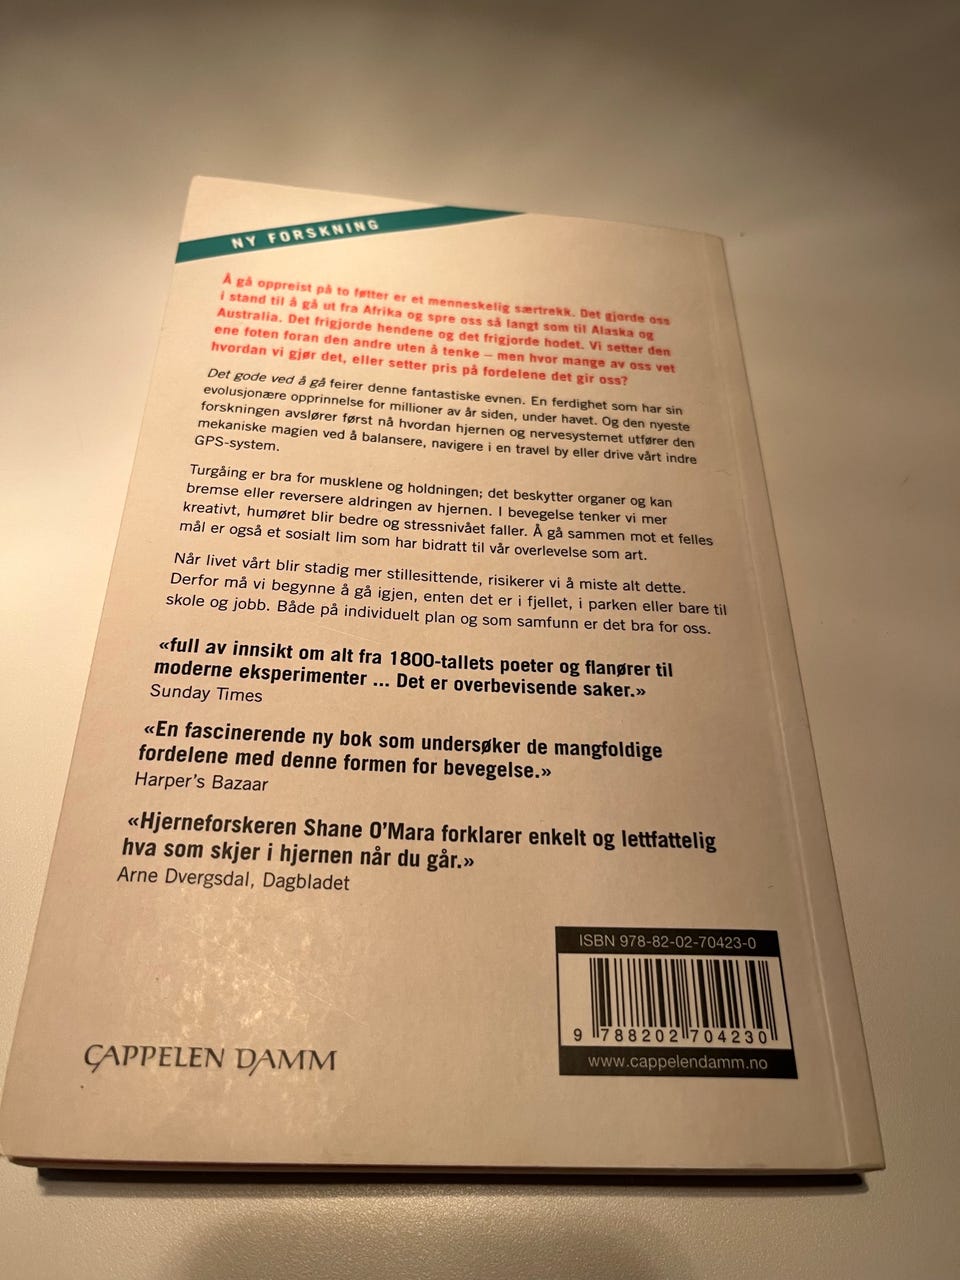 NY FORSKNING
Å gå oppreist på to føtter er et menneskelig særtrekk. Det gjorde oss
i stand til å gå ut fra Afrika og spre oss så langt som til Alaska og
Australia. Det frigjorde hendene og det frigjorde hodet. Vi setter den
ene foten foran den andre uten å tenke – men hvor mange av oss vet
hvordan vi gjør det, eller setter pris på fordelene det gir oss?
Det gode ved å gå feirer denne fantastiske evnen. En ferdighet som har sin
evolusjonære opprinnelse for millioner av år siden, under havet. Og den nyeste
forskningen avslører først nå hvordan hjernen og nervesystemet utfører den
mekaniske magien ved å balansere, navigere i en travel by eller drive vårt indre
GPS-system.
Turgåing er bra for musklene og holdningen; det beskytter organer og kan
bremse eller reversere aldringen av hjernen. I bevegelse tenker vi mer
kreativt, humøret blir bedre og stressnivået faller. Å gå sammen mot et felles
mål er også et sosialt lim som har bidratt til vår overlevelse som art.
Når livet vårt blir stadig mer stillesittende, risikerer vi å miste alt dette.
Derfor må vi begynne å gå igjen, enten det er i fjellet, i parken eller bare til
skole og jobb. Både på individuelt plan og som samfunn er det bra for oss.
«full av innsikt om alt fra 1800-tallets poeter og flanører til
moderne eksperimenter ... Det er overbevisende saker.»
Sunday Times
«En fascinerende ny bok som undersøker de mangfoldige
fordelene med denne formen for bevegelse.»
Harper's Bazaar
«Hjerneforskeren Shane O'Mara forklarer enkelt og lettfattelig
hva som skjer i hjernen når du går.»
Arne Dvergsdal, Dagbladet
ISBN 978-82-02-70423-0
9 788202 704230
www.cappelendamm.no
CAPPELEN DAMM